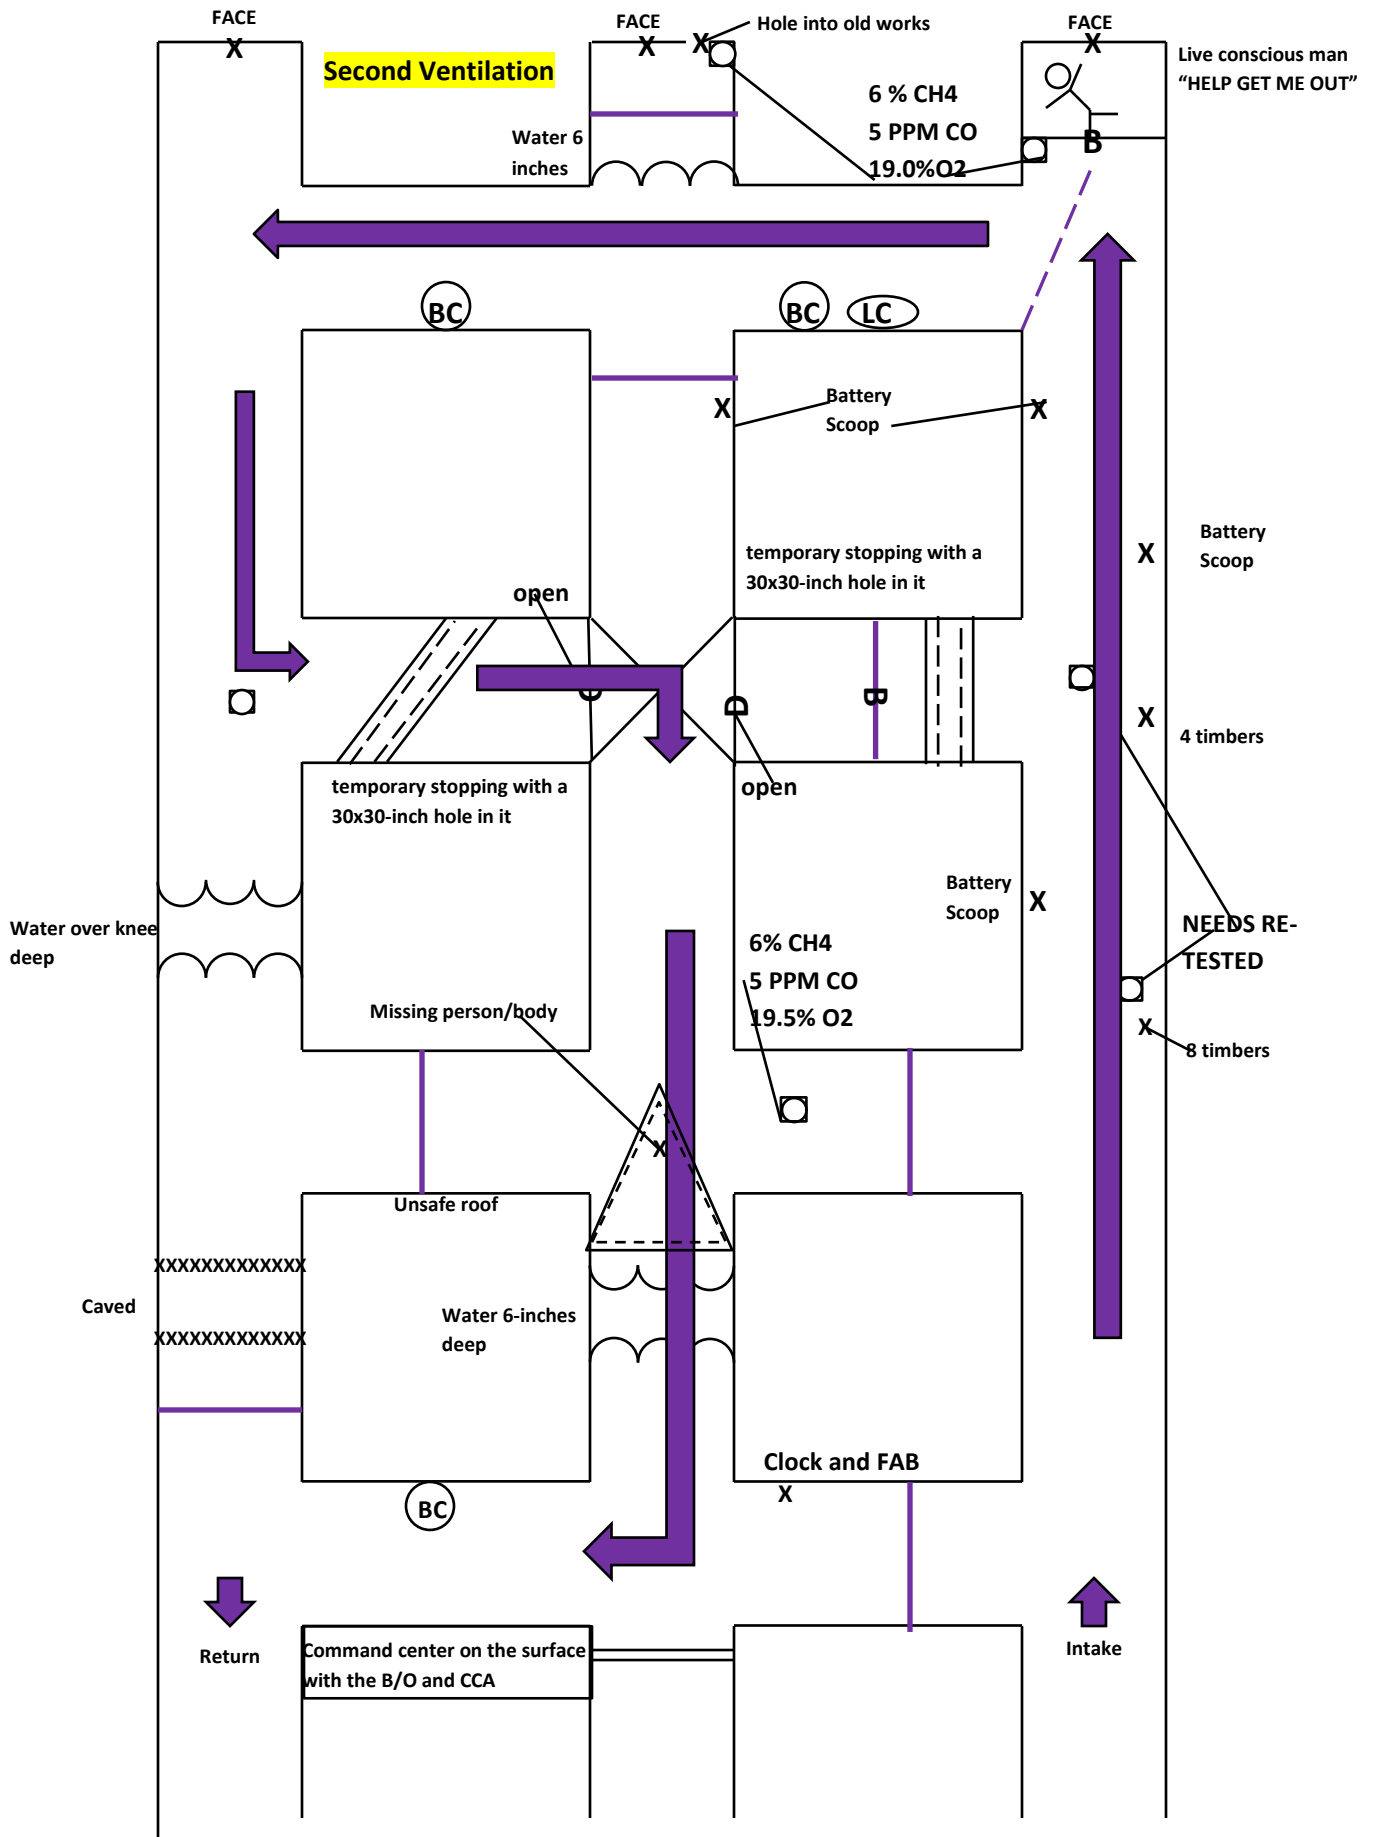 FACE
FACE
Hole into old works
FACE
X
X
X
X
Second Ventilation
Live conscious man
“HELP GET ME OUT”
6 % CH4
5 PPM CO
19.0%O2
Water 6
inches
B
BC
BC
LC
X
Battery
Scoop
X
temporary stopping with a
30x30-inch hole in it
X
Battery
Scoop
open
D
D
B
X
4 timbers
open
temporary stopping with a
30x30-inch hole in it
Water over knee
deep
Battery
Scoop
X
NEEDS RE-
TESTED
6% CH4
5 PPM CO
19.5% O2
Missing person/body
X
X
8 timbers
Unsafe roof
XXXXXXXXXXXXX
Caved
XXXXXXXXXXXXX
Water 6-inches
deep
Clock and FAB
X
BC
Return
Command center on the surface
with the B/O and CCA
Intake